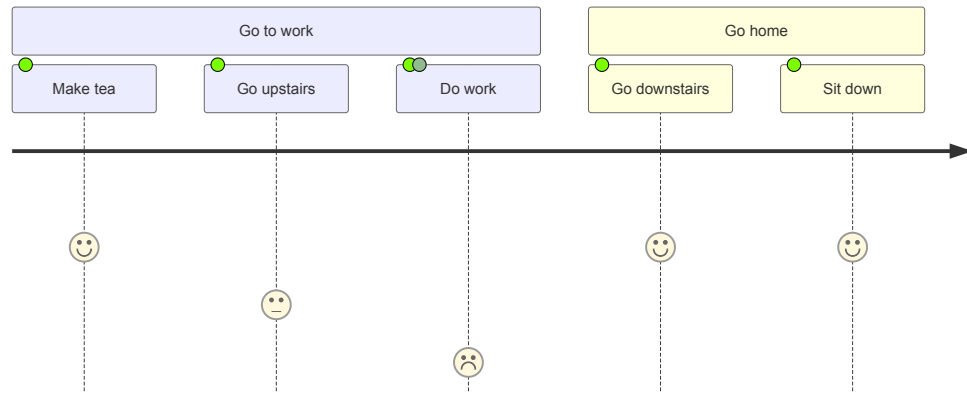 Go to work
Go home
Make tea
Go upstairs
Do work
Go downstairs
Sit down